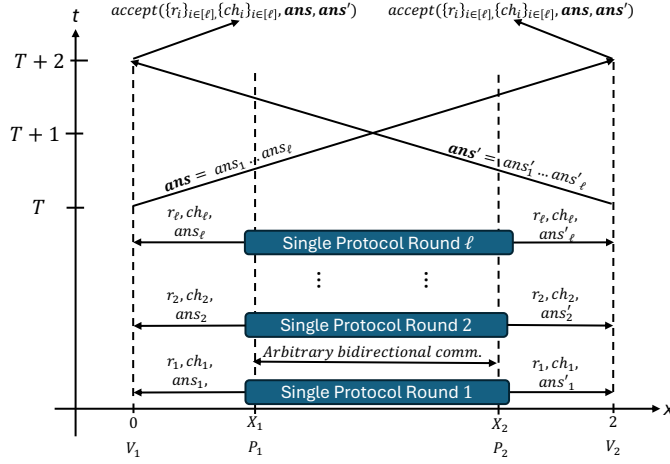 accept({r_i}_{i∈[ℓ]},{ch_i}_{i∈[ℓ]}, ans, ans′)
accept({r_i}_{i∈[ℓ]},{ch_i}_{i∈[ℓ]}, ans, ans′)
t
T + 2
T + 1
T
ans = ans_1 … ans_ℓ
ans′ = ans′_1 … ans′_ℓ
r_ℓ, ch_ℓ,
ans_ℓ
Single Protocol Round ℓ
r_ℓ, ch_ℓ,
ans′_ℓ
⋮ ⋮
r_2, ch_2,
ans_2
Single Protocol Round 2
r_2, ch_2,
ans′_2
Arbitrary bidirectional comm.
r_1, ch_1,
ans_1,
Single Protocol Round 1
r_1, ch_1,
ans′_1
0 X_1 X_2 2 x
V_1 P_1 P_2 V_2